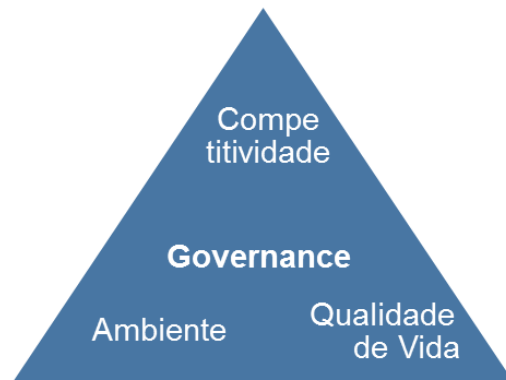 Compe
titividade
Governance
Ambiente
Qualidade
de Vida